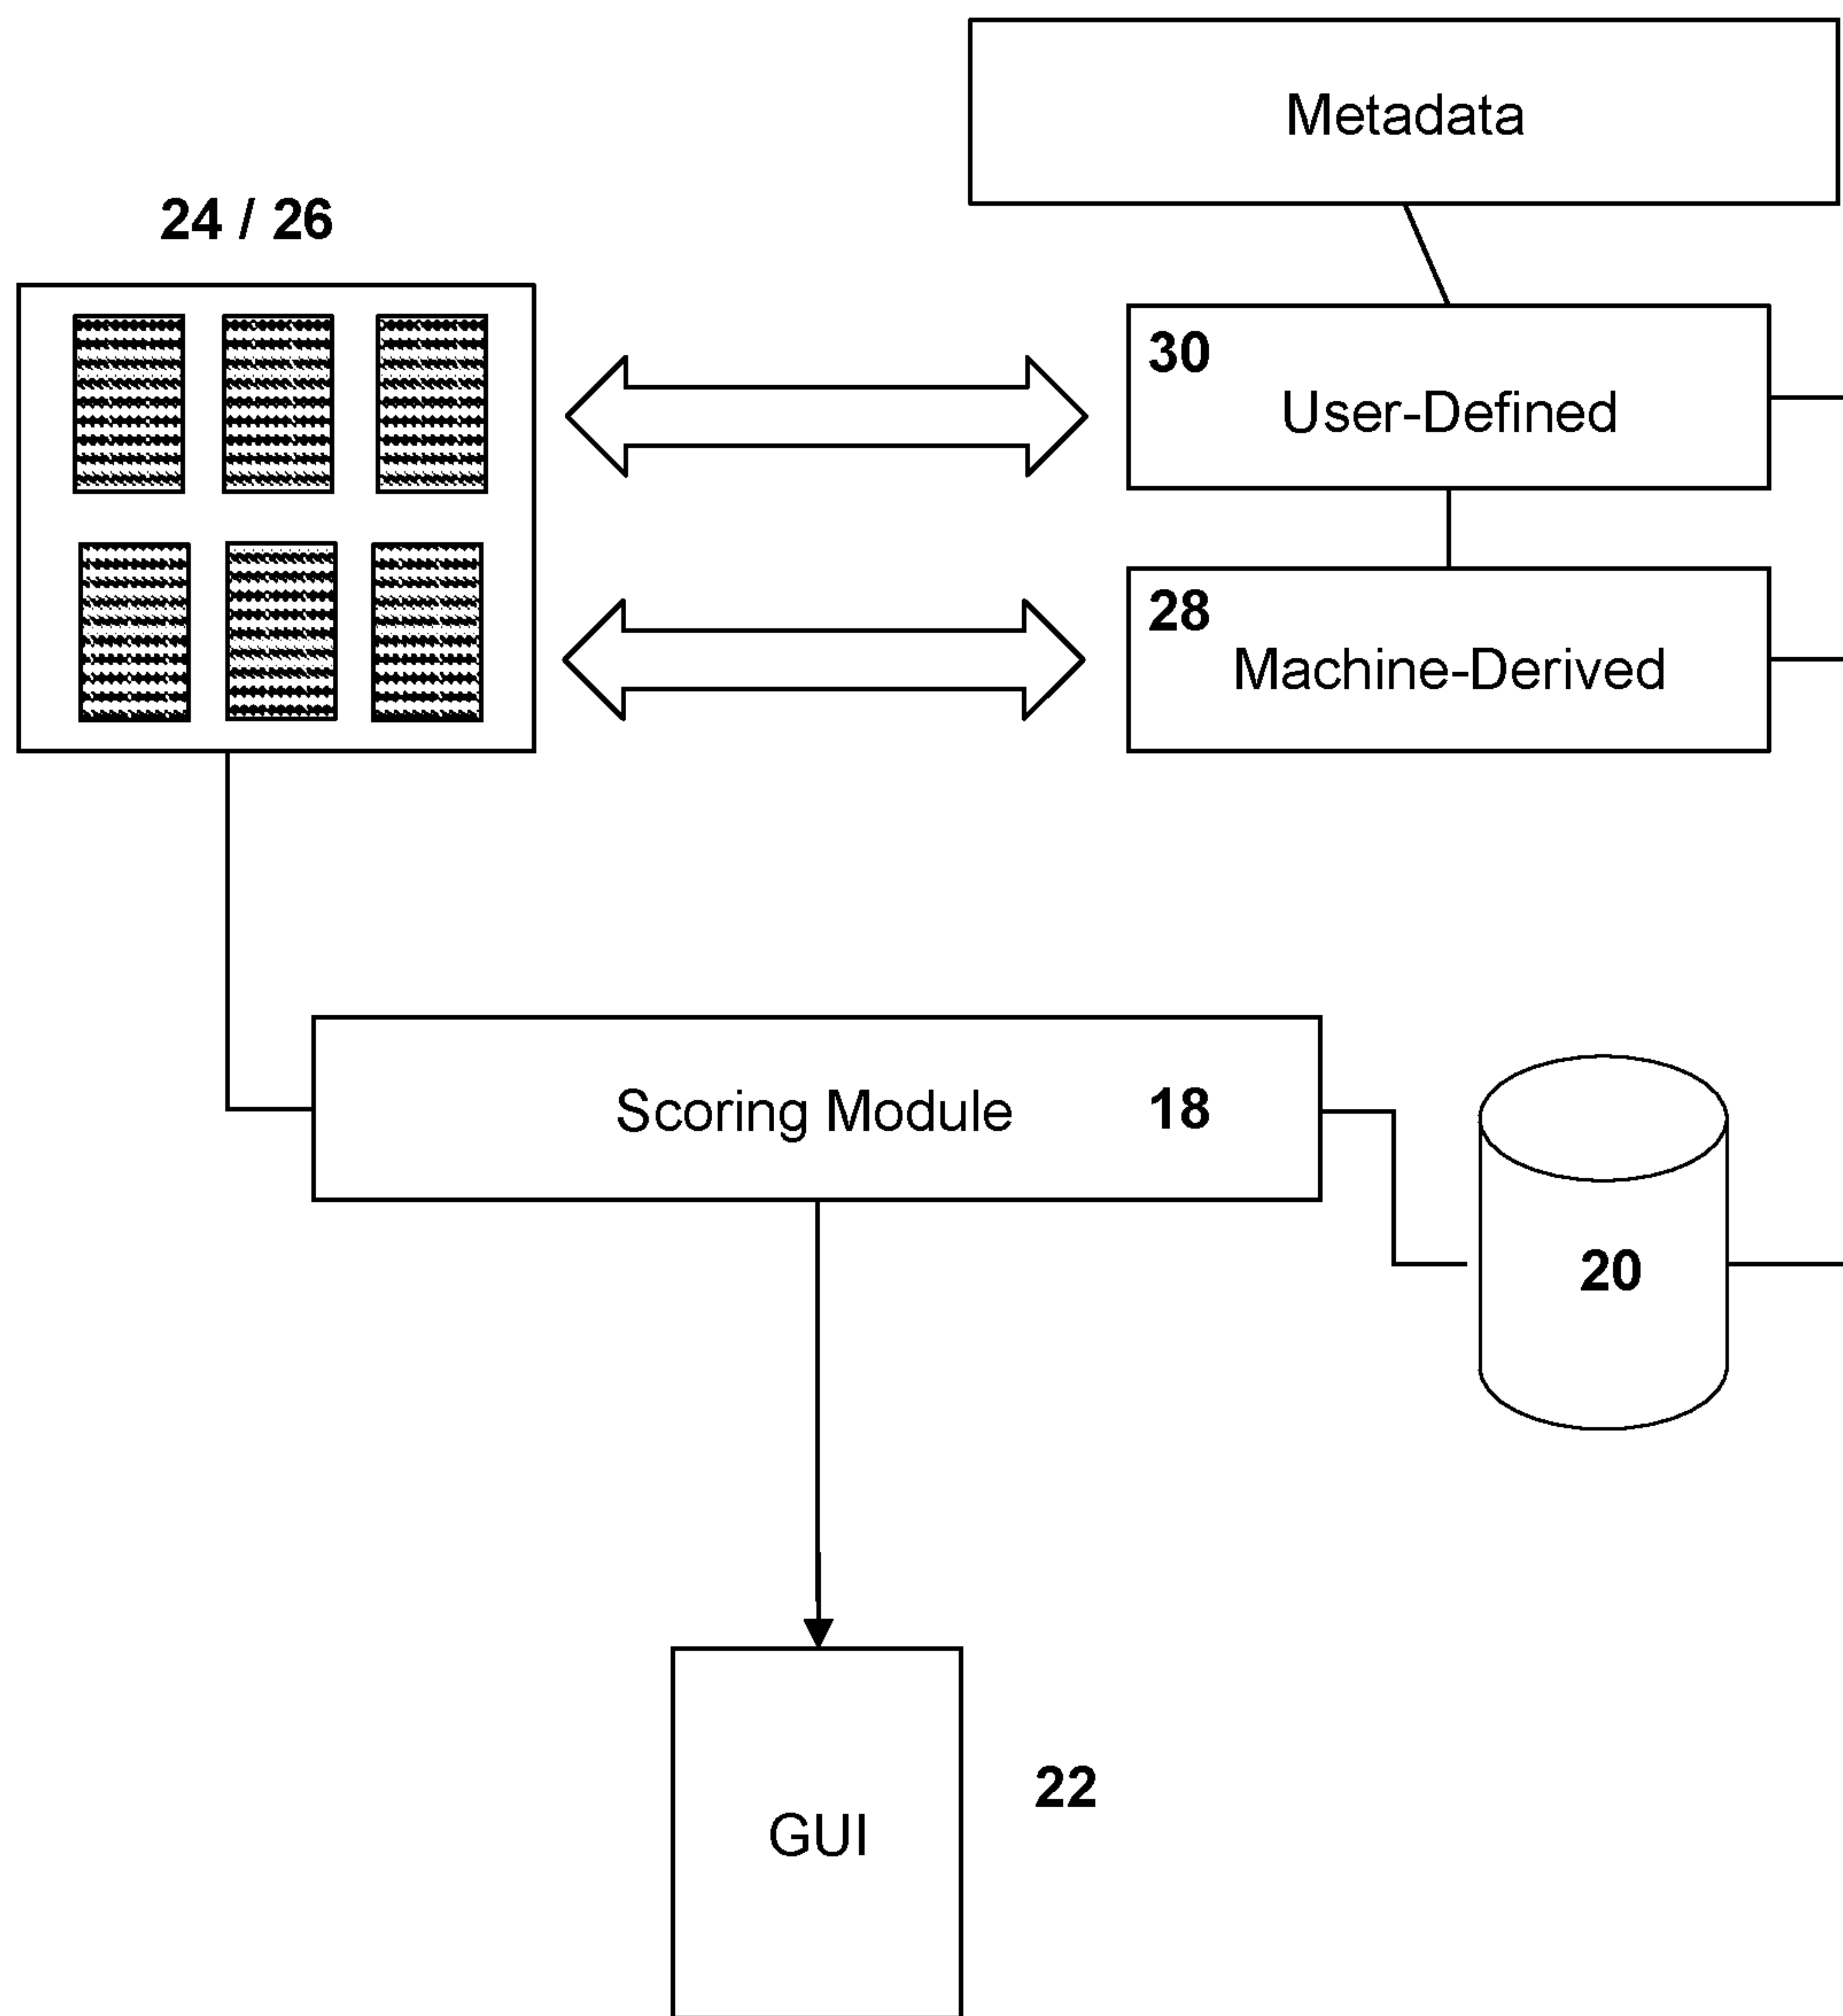 Metadata
24 / 26
30
User-Defined
28
Machine-Derived
Scoring Module 18
20
22
GUI